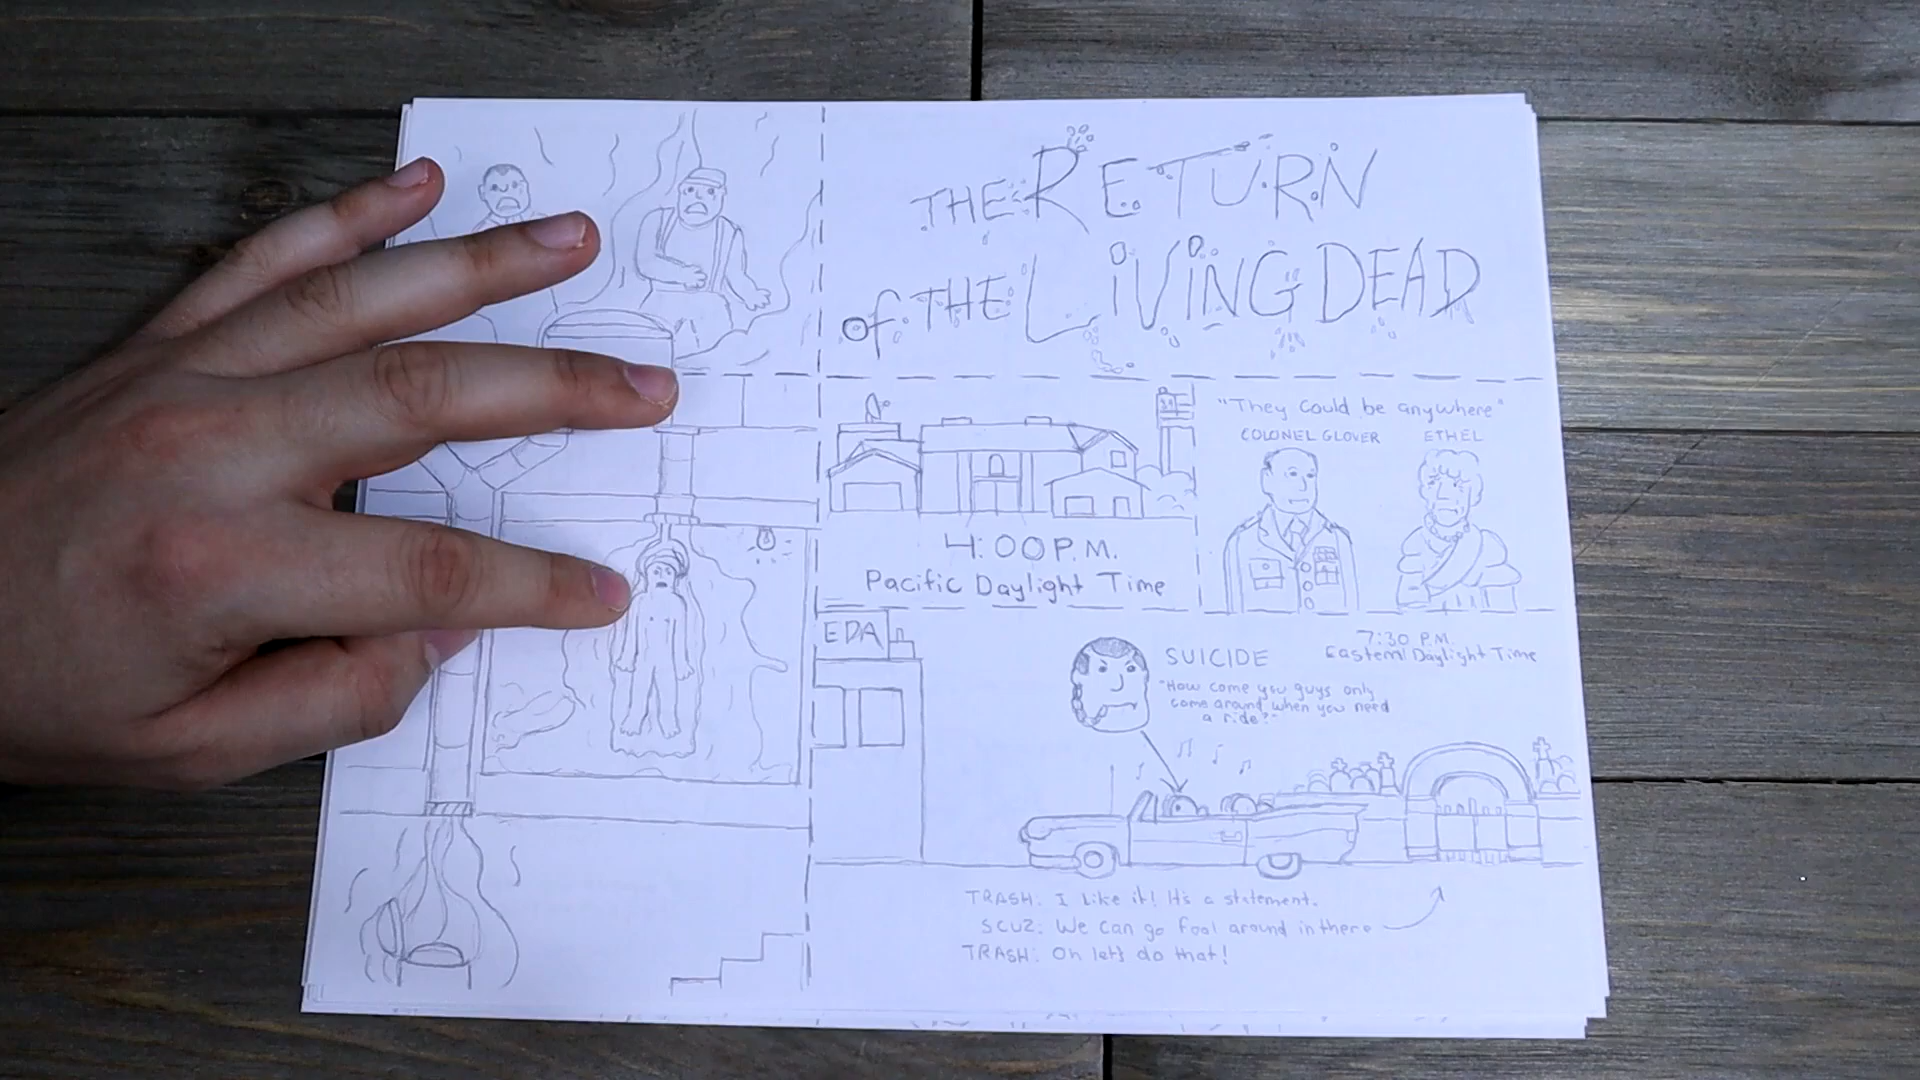 THE RETURN
of THE LIVING DEAD
4:00 P.M.
Pacific Daylight Time
"They could be anywhere"
COLONEL GLOVER ETHEL
EDA
SUICIDE
7:30 P.M.
Eastern Daylight Time
"How come you guys only
come around when you need
a ride?"
TRASH: I like it! It's a statement.
SCUZ: We can go fool around in there
TRASH: Oh let's do that!